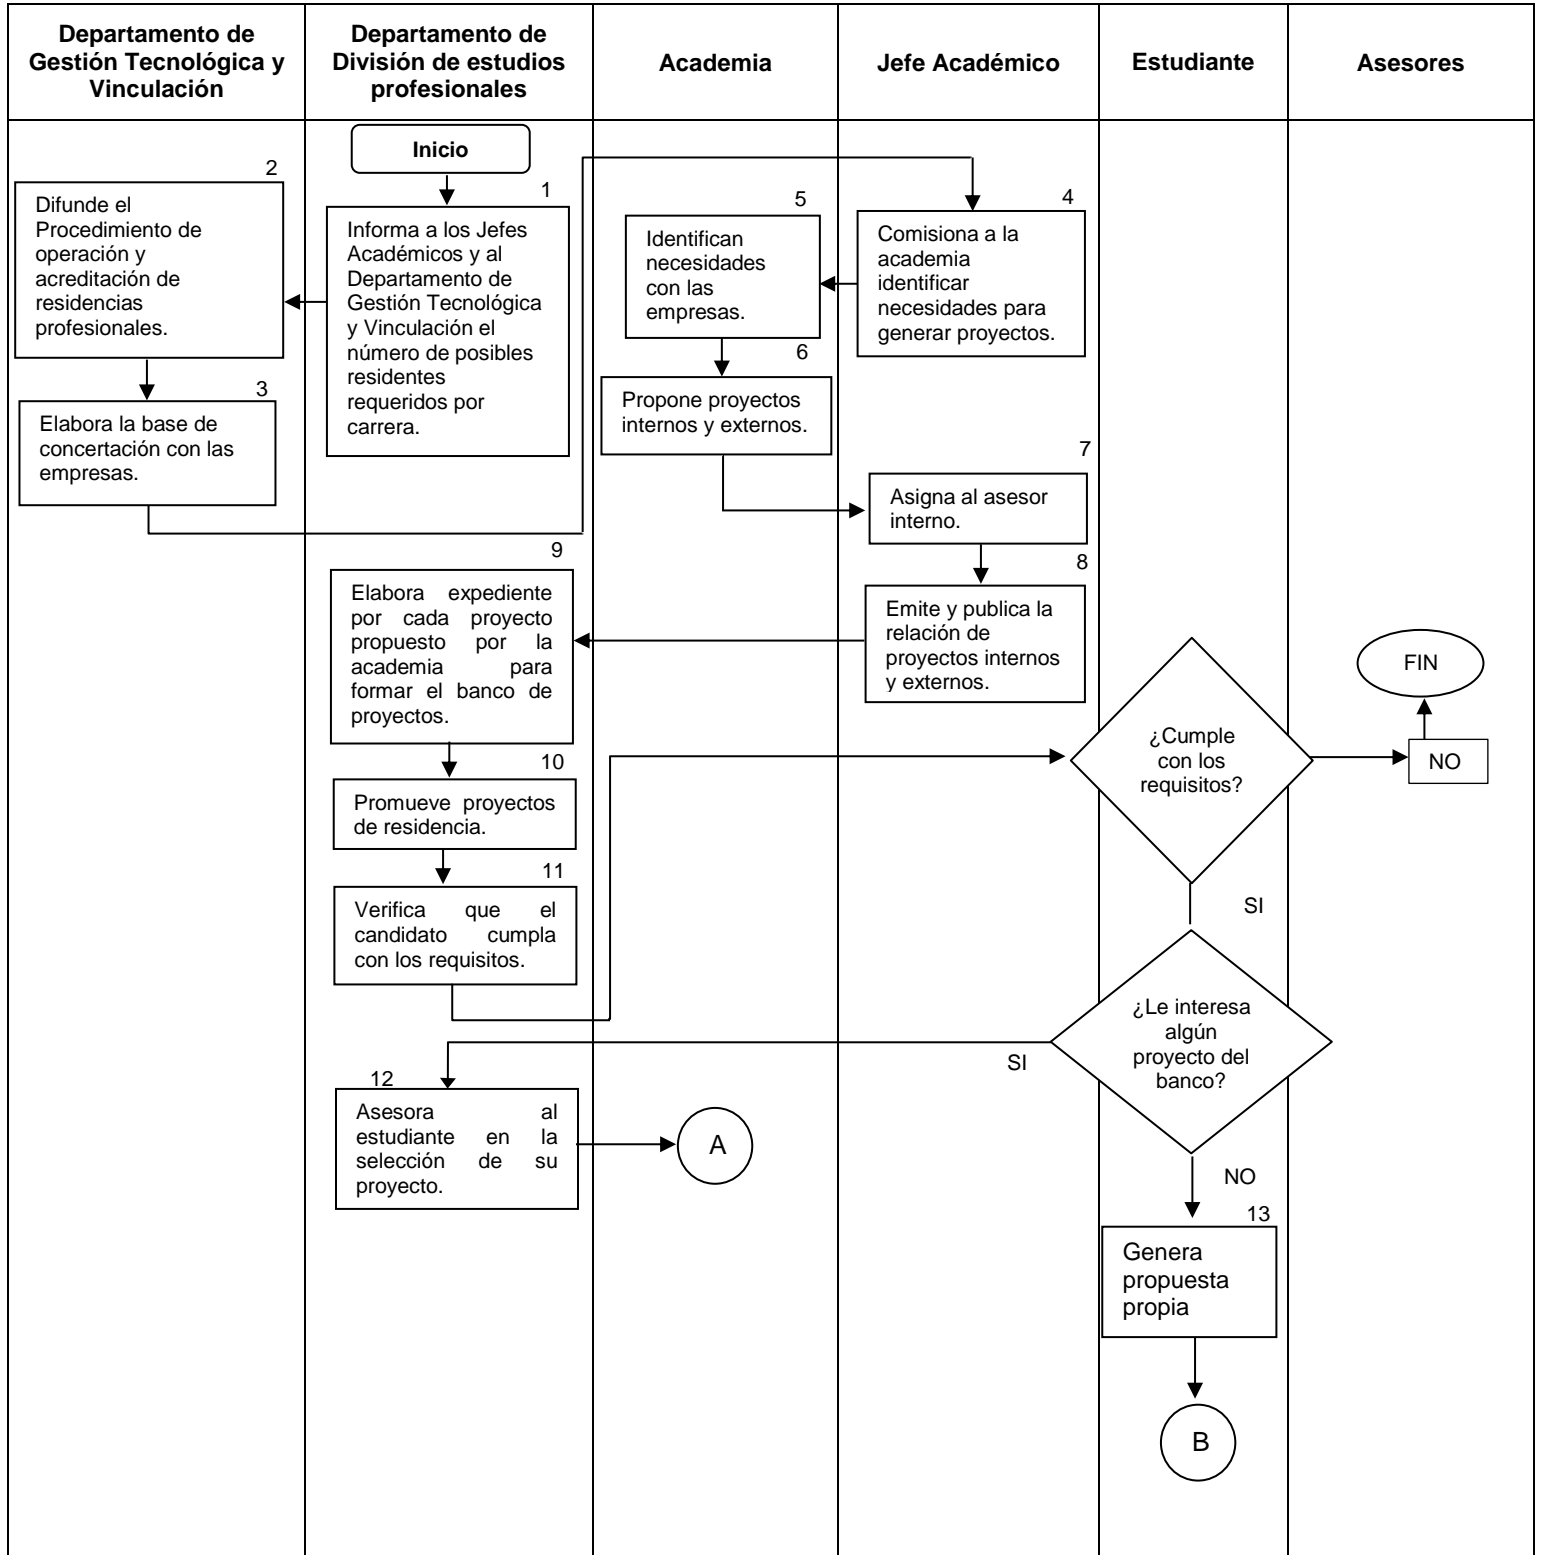 Departamento de
Gestión Tecnológica y
Vinculación
Departamento de
División de estudios
profesionales
Academia
Jefe Académico
Estudiante
Asesores
Inicio
1
Informa a los Jefes
Académicos y al
Departamento de
Gestión Tecnológica
y Vinculación el
número de posibles
residentes
requeridos por
carrera.
2
Difunde el
Procedimiento de
operación y
acreditación de
residencias
profesionales.
3
Elabora la base de
concertación con las
empresas.
4
Comisiona a la
academia
identificar
necesidades para
generar proyectos.
5
Identifican
necesidades
con las
empresas.
6
Propone proyectos
internos y externos.
7
Asigna al asesor
interno.
8
Emite y publica la
relación de
proyectos internos
y externos.
9
Elabora expediente
por cada proyecto
propuesto por la
academia para
formar el banco de
proyectos.
10
Promueve proyectos
de residencia.
11
Verifica que el
candidato cumpla
con los requisitos.
¿Cumple
con los
requisitos?
NO
FIN
SI
¿Le interesa
algún
proyecto del
banco?
SI
12
Asesora al
estudiante en la
selección de su
proyecto.
A
NO
13
Genera
propuesta
propia
B